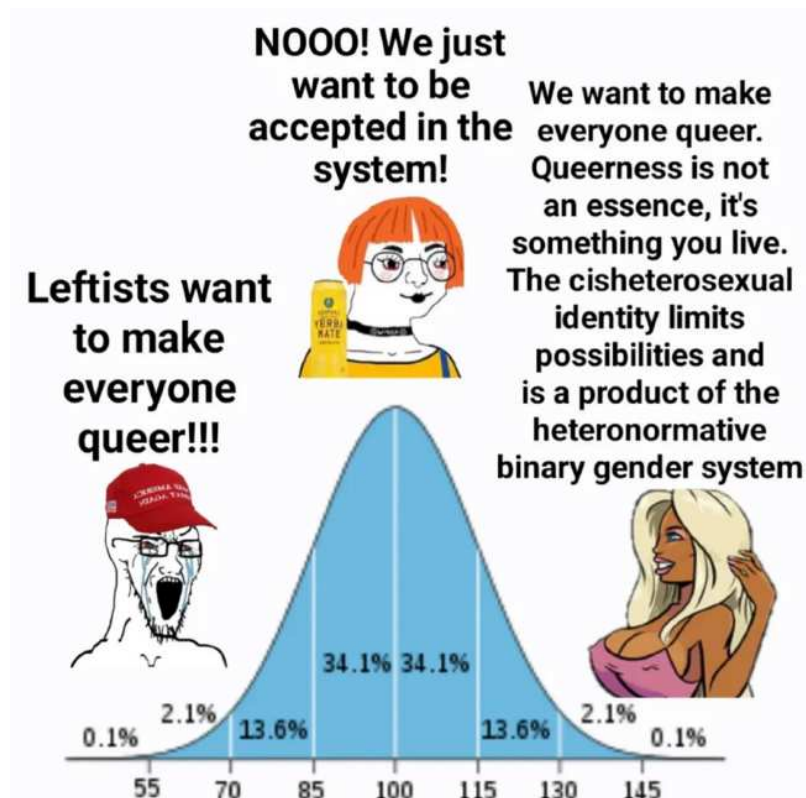 NOOO! We just
want to be
accepted in the
system!
We want to make
everyone queer.
Queerness is not
an essence, it's
something you live.
The cisheterosexual
identity limits
possibilities and
is a product of the
heteronormative
binary gender system
Leftists want
to make
everyone
queer!!!
YERBA
MATE
0.1%
2.1%
13.6%
34.1%
34.1%
13.6%
2.1%
0.1%
55
70
85
100
115
130
145